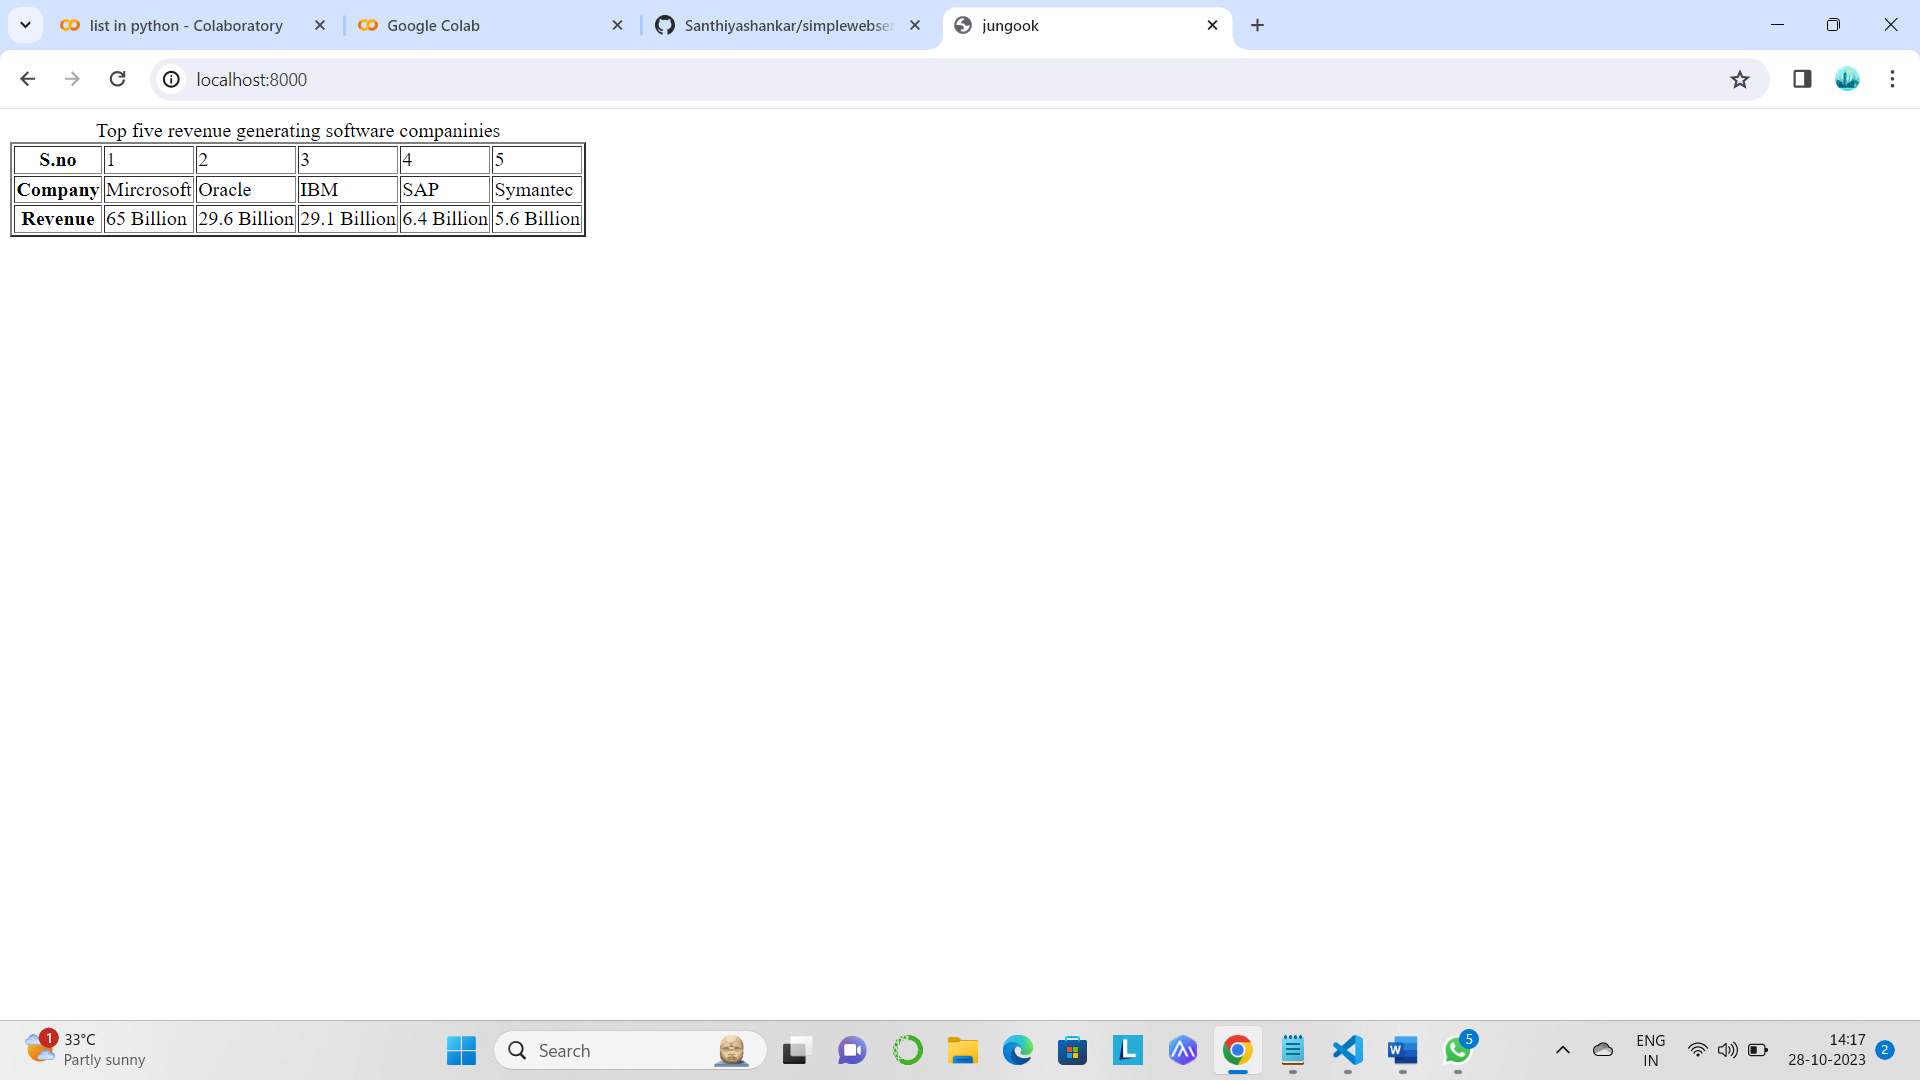 list in python - Colaboratory
Google Colab
Santhiyashankar/simplewebser
jungook
localhost:8000
Top five revenue generating software companinies
S.no 1 2 3 4 5
Company Mircrosoft Oracle IBM SAP Symantec
Revenue 65 Billion 29.6 Billion 29.1 Billion 6.4 Billion 5.6 Billion
1
33°C
Partly sunny
Search
L
W
5
ENG
IN
14:17
28-10-2023
2